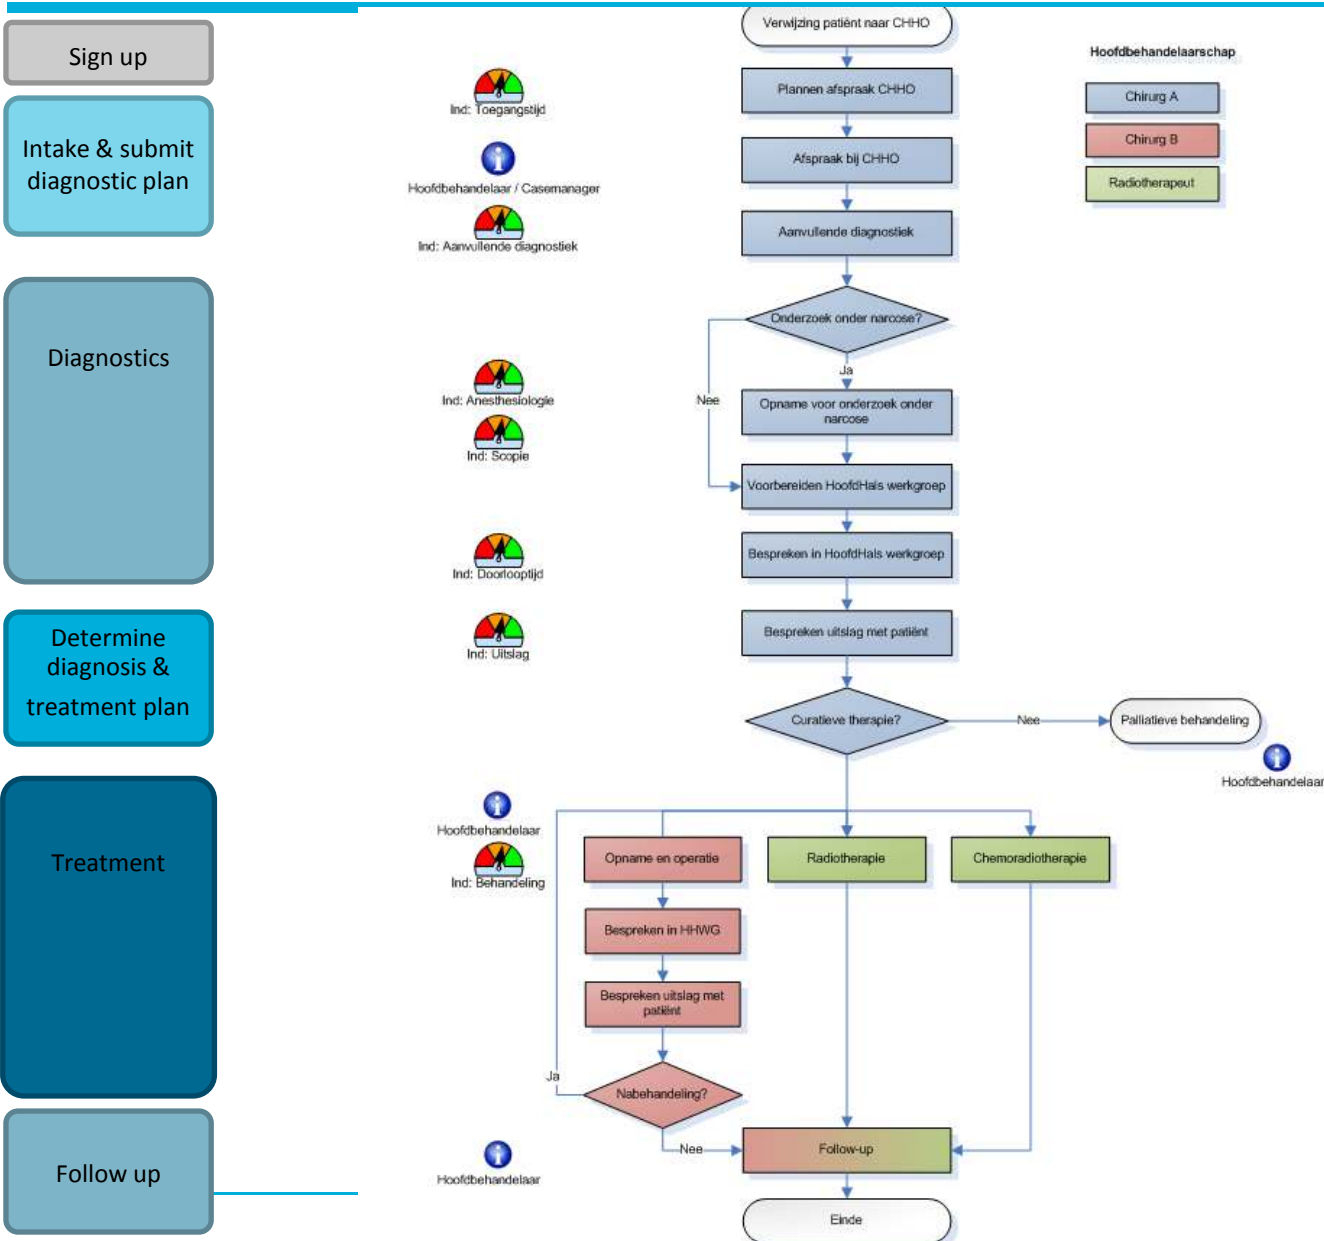 Sign up
Intake & submit
diagnostic plan
Diagnostics
Determine
diagnosis &
treatment plan
Treatment
Follow up
Ind: Toegangstijd
Hoofdbehandelaar / Casemanager
Ind: Aanvullende diagnostiek
Ind: Anesthesiologie
Ind: Scopie
Ind: Doorlooptijd
Ind: Uitslag
Hoofdbehandelaar
Ind: Behandeling
Hoofdbehandelaar
Verwijzing patiënt naar CHHO
Plannen afspraak CHHO
Afspraak bij CHHO
Aanvullende diagnostiek
Onderzoek onder narcose?
Ja
Nee
Opname voor onderzoek onder
narcose
Voorbereiden HoofdHals werkgroep
Bespreken in HoofdHals werkgroep
Bespreken uitslag met patiënt
Curatieve therapie?
Nee
Palliatieve behandeling
Hoofdbehandelaar
Opname en operatie
Radiotherapie
Chemoradiotherapie
Bespreken in HHWG
Bespreken uitslag met
patiënt
Ja
Nabehandeling?
Nee
Follow-up
Einde
Hoofdbehandelaarschap
Chirurg A
Chirurg B
Radiotherapeut